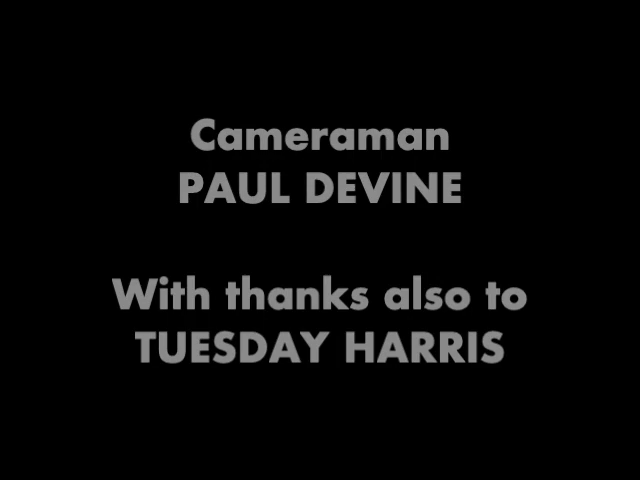 Cameraman
PAUL DEVINE
With thanks also to
TUESDAY HARRIS